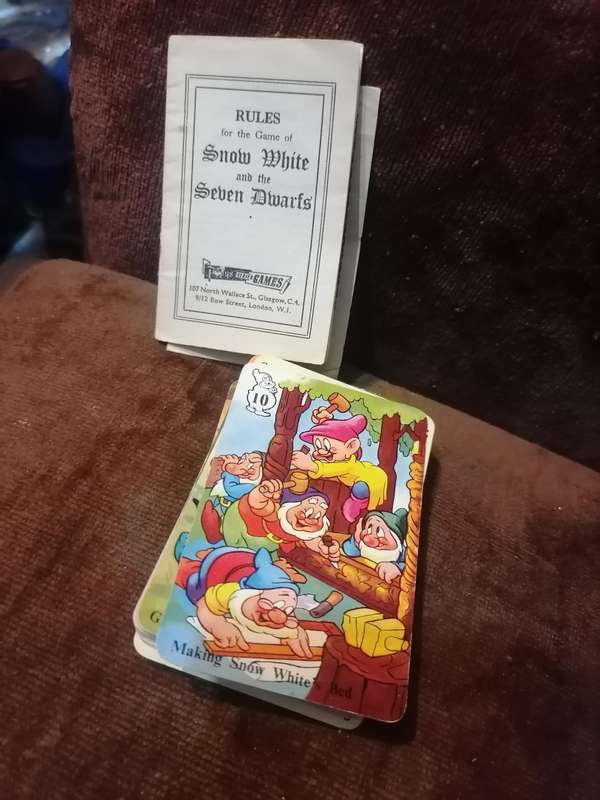 RULES
for the Game of
Snow White
and the
Seven Dwarfs
GAMES
107 North Wallace St., Glasgow, C.4.
9/12 Bow Street, London, W.1.
10
G
Making Snow White's Bed